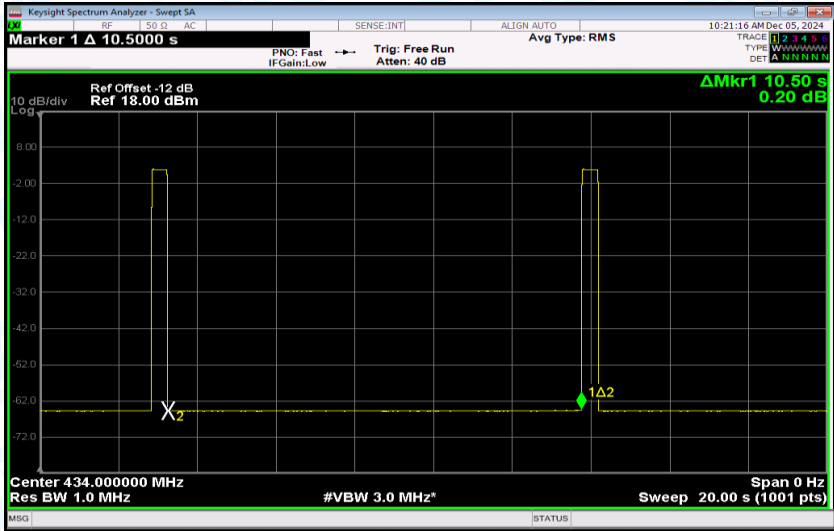 Keysight Spectrum Analyzer - Swept SA
LXI RF 50 Ω AC SENSE:INT ALIGN AUTO 10:21:16 AM Dec 05, 2024
Marker 1 Δ 10.5000 s
Avg Type: RMS
TRACE 1 2 3 4 5 6
PNO: Fast Trig: Free Run
TYPE W
IFGain:Low Atten: 40 dB
DET A N N N N N
Ref Offset -12 dB
ΔMkr1 10.50 s
10 dB/div Ref 18.00 dBm
0.20 dB
Log
8.00
-2.00
-12.0
-22.0
-32.0
-42.0
-52.0
-62.0
1Δ2
X2
-72.0
Center 434.000000 MHz Span 0 Hz
Res BW 1.0 MHz #VBW 3.0 MHz* Sweep 20.00 s (1001 pts)
MSG STATUS